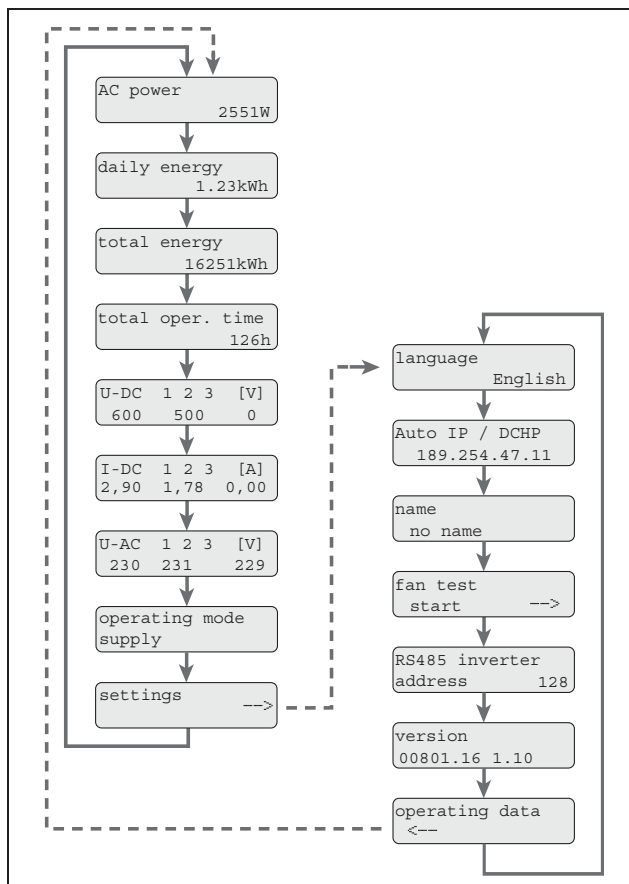 AC power
2551W
daily energy
1.23kWh
total energy
16251kWh
total oper. time
126h
U-DC 1 2 3 [V]
600 500 0
I-DC 1 2 3 [A]
2,90 1,78 0,00
U-AC 1 2 3 [V]
230 231 229
operating mode
supply
settings
-->
language
English
Auto IP / DCHP
189.254.47.11
name
no name
fan test
start -->
RS485 inverter
address 128
version
00801.16 1.10
operating data
<--